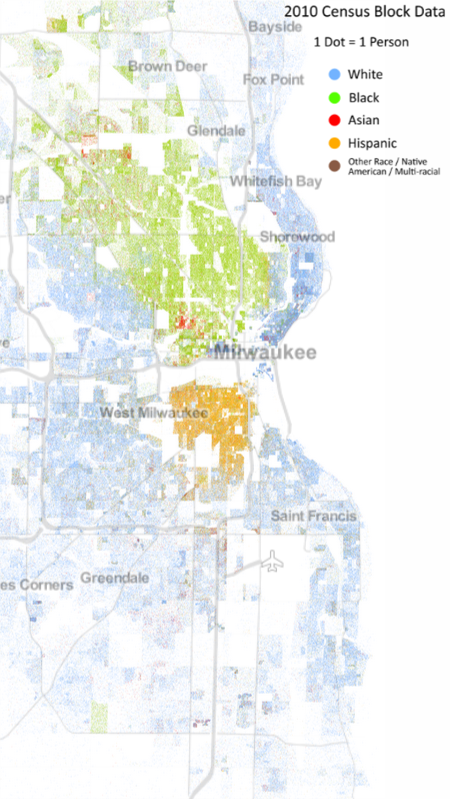 2010 Census Block Data
Bayside
1 Dot = 1 Person
Brown Deer
Fox Point
White
Black
Asian
Hispanic
Other Race / Native
American / Multi-racial
Glendale
Whitefish Bay
er
Shorewood
Milwaukee
West Milwaukee
Saint Francis
es Corners
Greendale